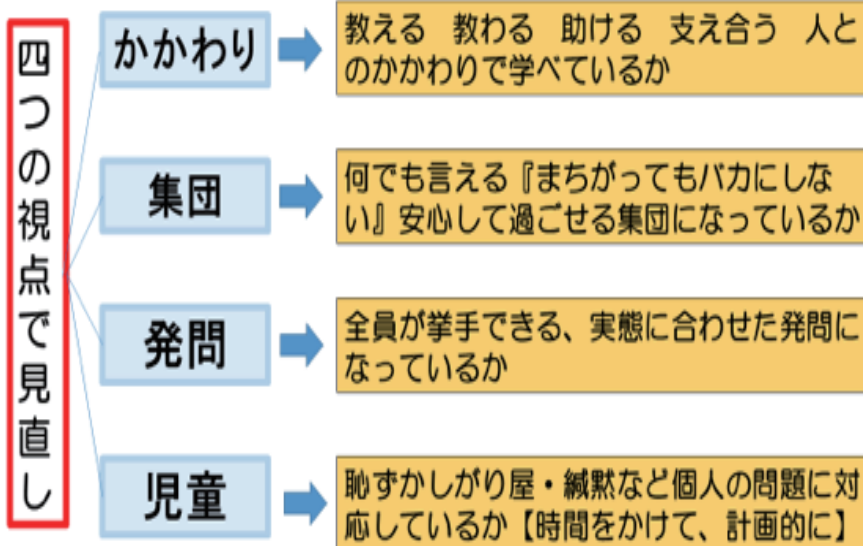 四つの視点で見直し
かかわり
教える 教わる 助ける 支え合う 人と
のかかわりで学べているか
集団
何でも言える『まちがってもバカにしな
い』安心して過ごせる集団になっているか
発問
全員が挙手できる、実態に合わせた発問に
なっているか
児童
恥ずかしがり屋・緘黙など個人の問題に対
応しているか【時間をかけて、計画的に】